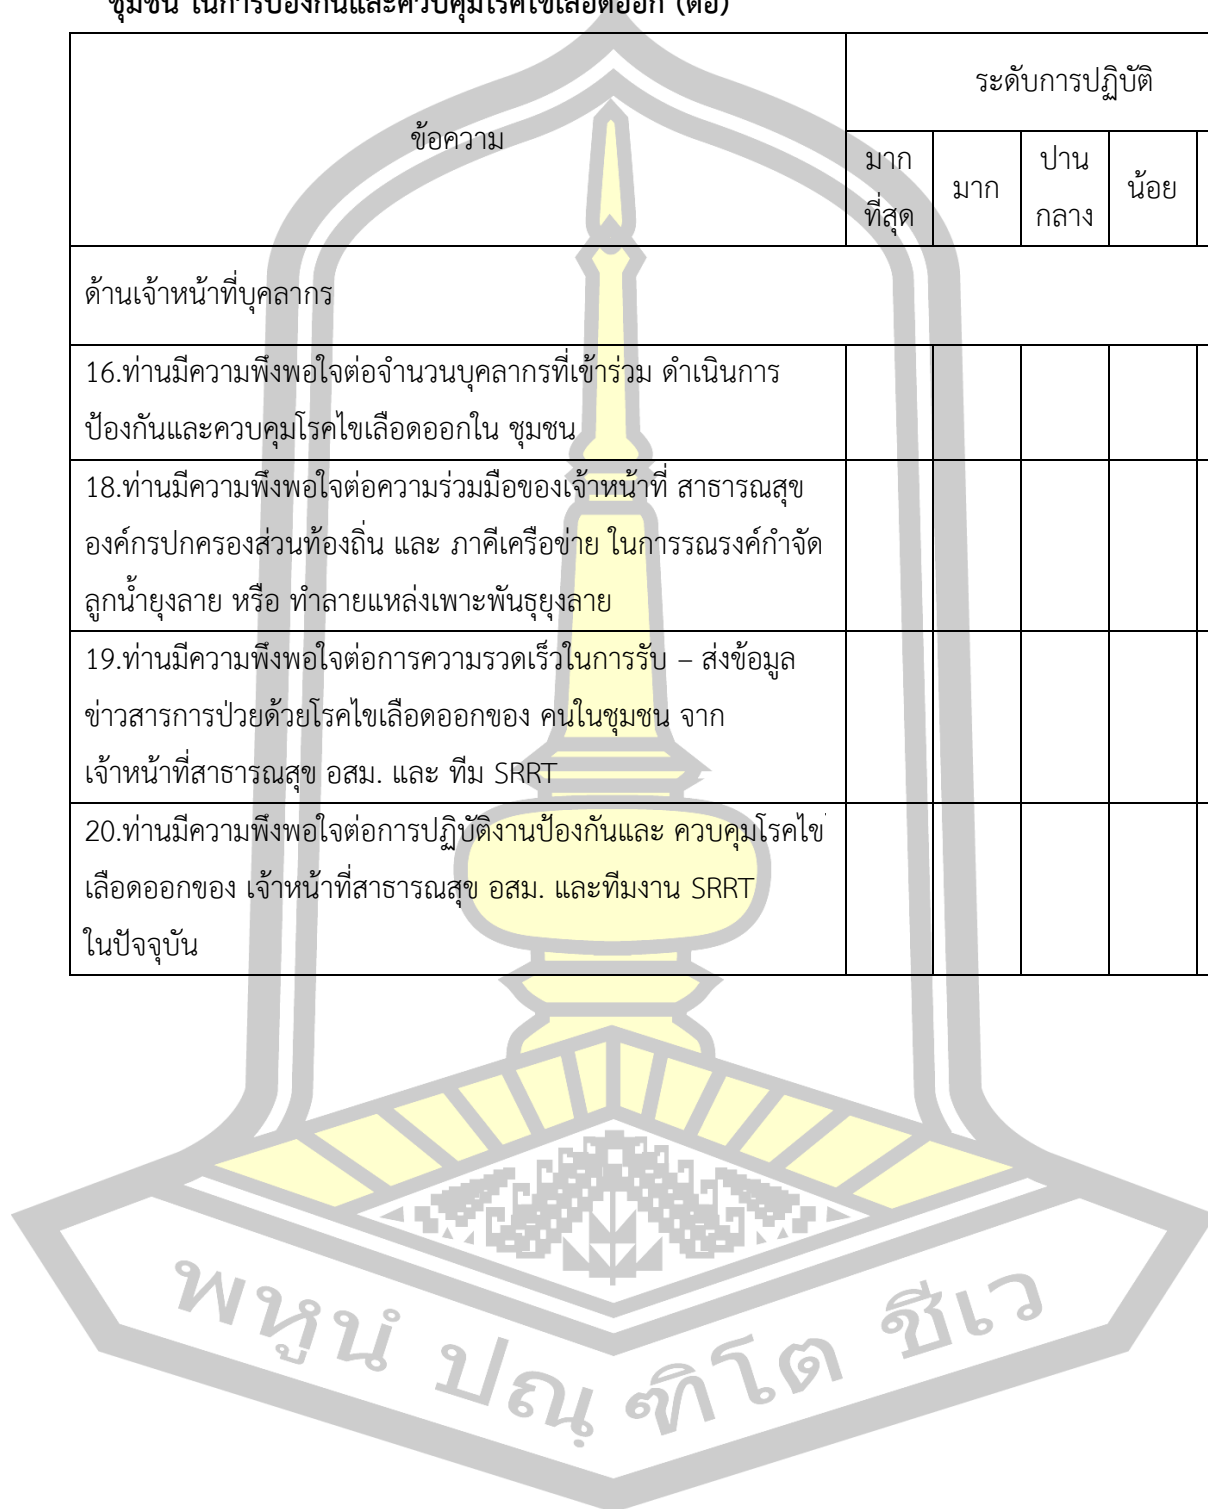 ชุมชน ในการป้องกันและควบคุมโรคไข้เลือดออก (ต่อ)
ข้อความ
ระดับการปฏิบัติ
มาก
ที่สุด
มาก
ปาน
กลาง
น้อย
ด้านเจ้าหน้าที่บุคลากร
16.ท่านมีความพึงพอใจต่อจำนวนบุคลากรที่เข้าร่วม ดำเนินการ
ป้องกันและควบคุมโรคไขเลือดออกใน ชุมชน
18.ท่านมีความพึงพอใจต่อความร่วมมือของเจ้าหน้าที่ สาธารณสุข
องค์กรปกครองส่วนท้องถิ่น และ ภาคีเครือข่าย ในการรณรงค์กำจัด
ลูกน้ำยุงลาย หรือ ทำลายแหล่งเพาะพันธุยุงลาย
19.ท่านมีความพึงพอใจต่อการความรวดเร็วในการรับ – ส่งข้อมูล
ข่าวสารการป่วยด้วยโรคไขเลือดออกของ คนในชุมชน จาก
เจ้าหน้าที่สาธารณสุข อสม. และ ทีม SRRT
20.ท่านมีความพึงพอใจต่อการปฏิบัติงานป้องกันและ ควบคุมโรคไข้
เลือดออกของ เจ้าหน้าที่สาธารณสุข อสม. และทีมงาน SRRT
ในปัจจุบัน
พหูนํ ปณฺ ฑิโต ชีเว